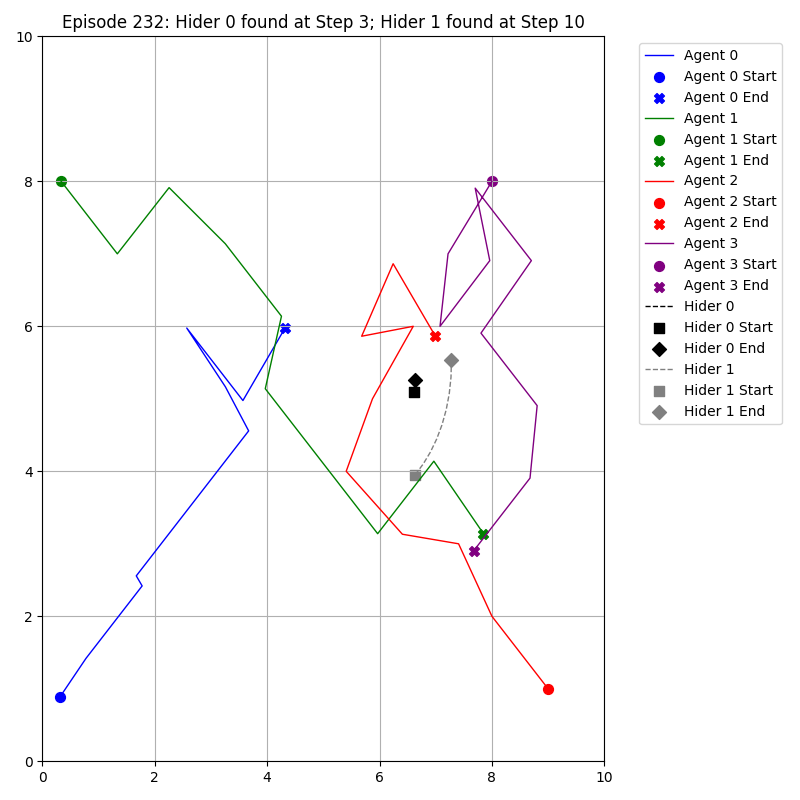 Episode 232: Hider 0 found at Step 3; Hider 1 found at Step 10
10
8
6
4
2
0
0
2
4
6
8
10
Agent 0
Agent 0 Start
Agent 0 End
Agent 1
Agent 1 Start
Agent 1 End
Agent 2
Agent 2 Start
Agent 2 End
Agent 3
Agent 3 Start
Agent 3 End
Hider 0
Hider 0 Start
Hider 0 End
Hider 1
Hider 1 Start
Hider 1 End